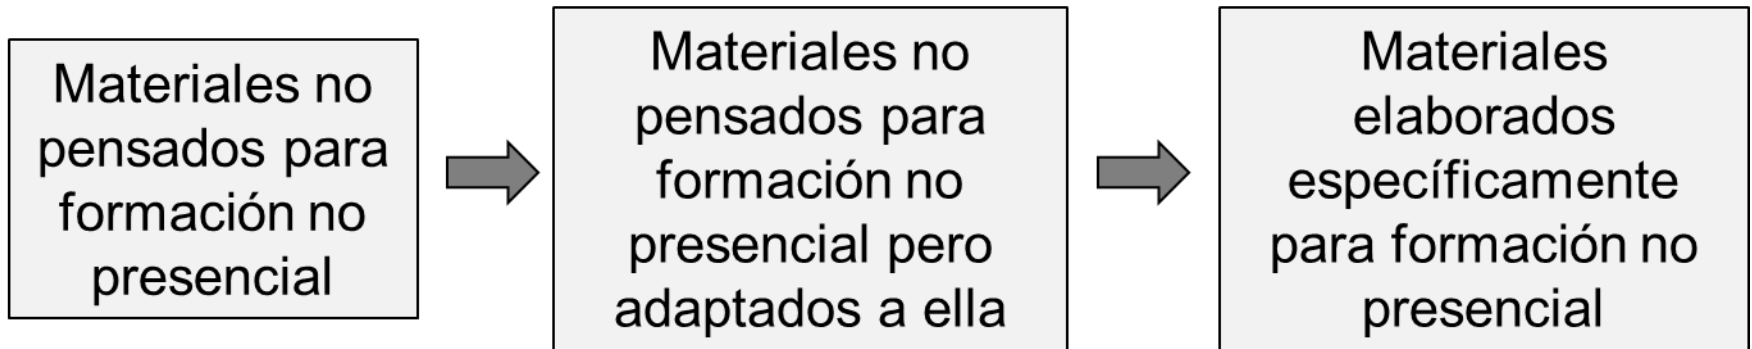 Materiales no
pensados para
formación no
presencial
Materiales no
pensados para
formación no
presencial pero
adaptados a ella
Materiales
elaborados
específicamente
para formación no
presencial